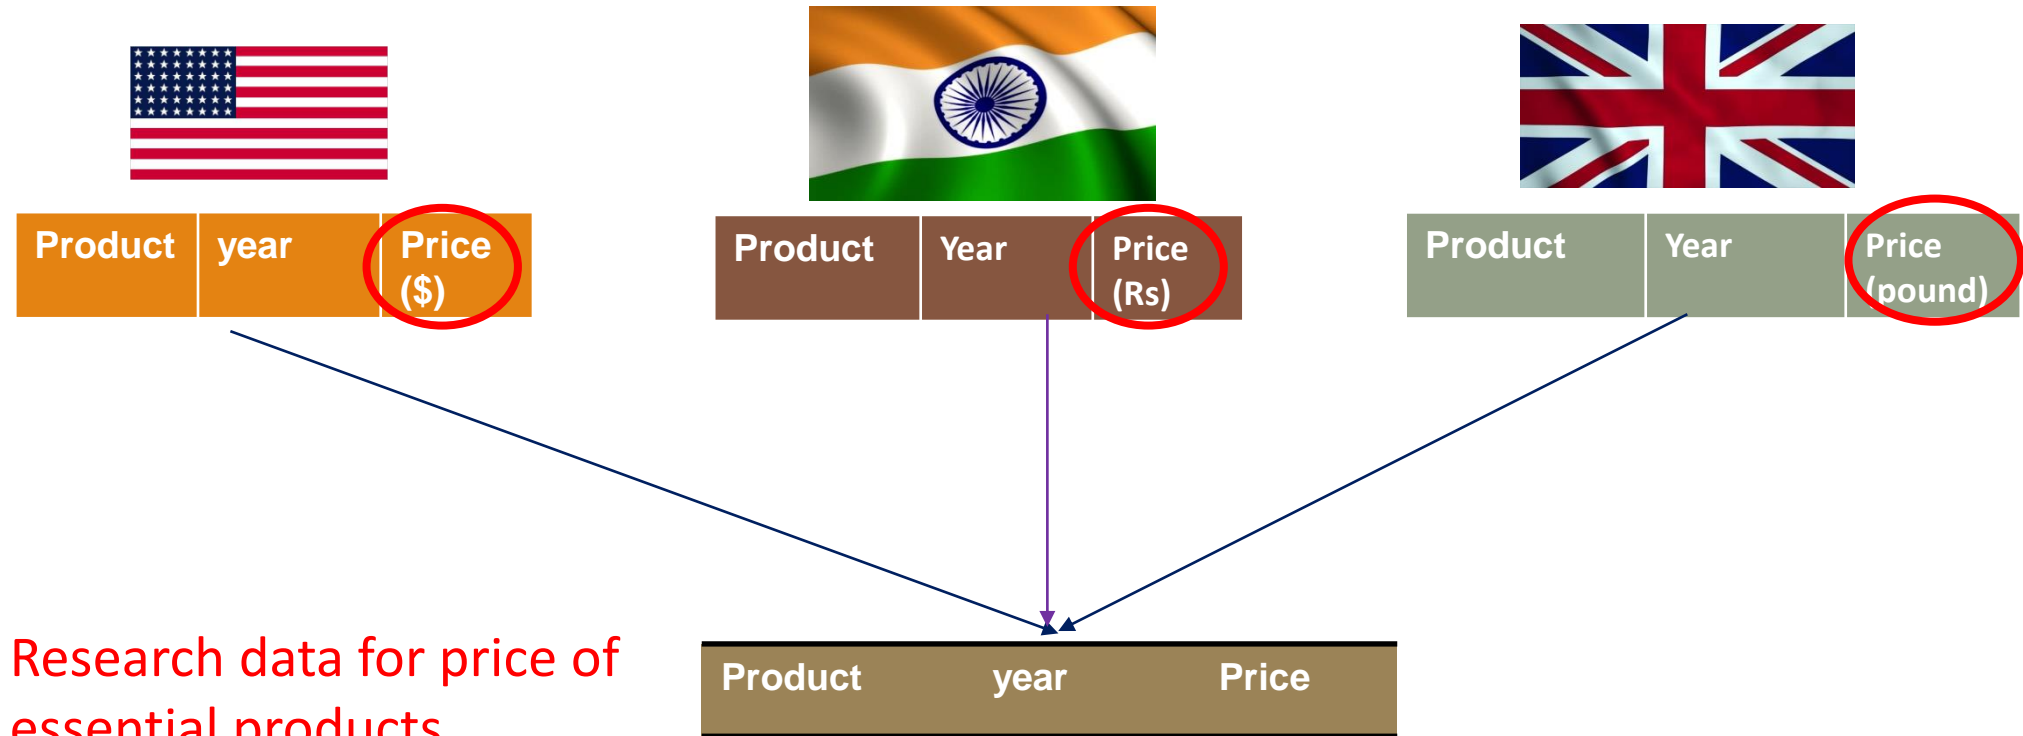 Product year Price
($)
Product Year Price
(Rs)
Product Year Price
(pound)
Research data for price of
essential products
Product year Price